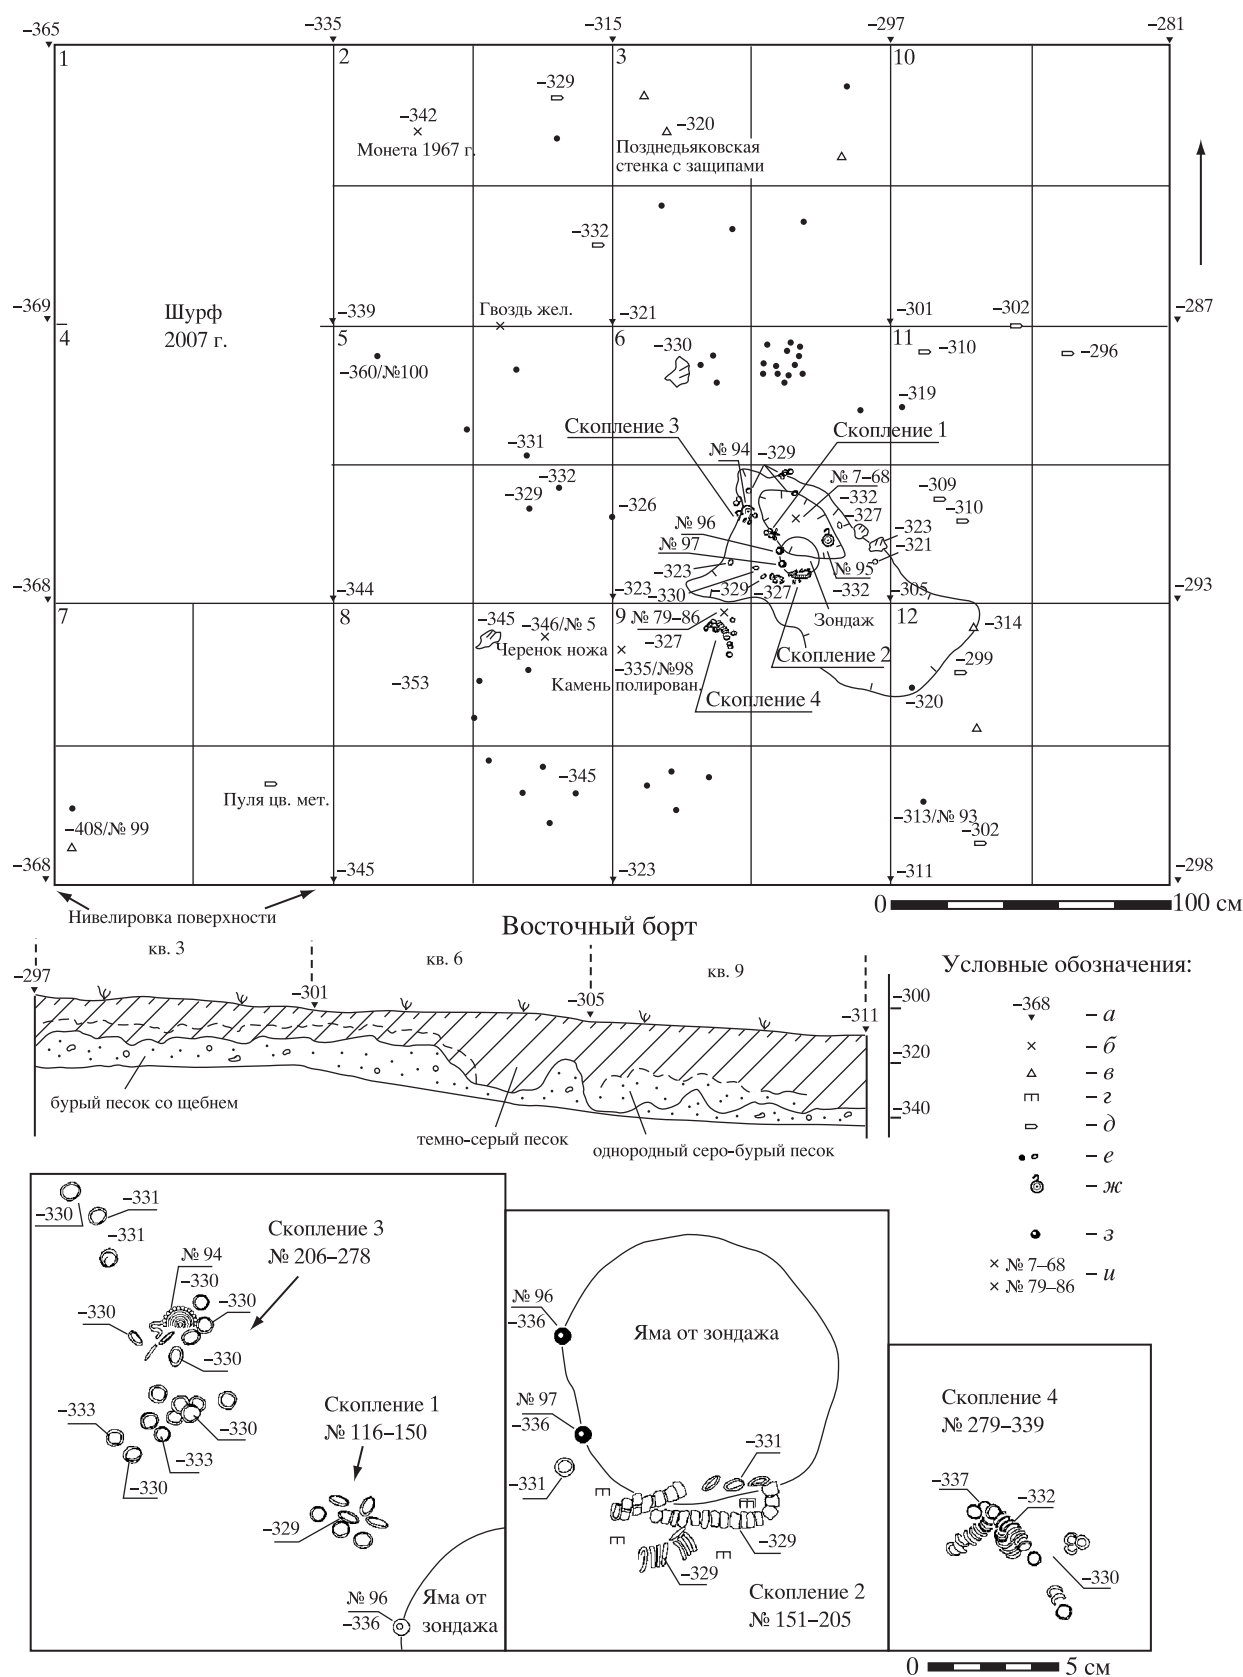 −365
−335
−315
−297
−281
1
2
3
10
−329
−342
Монета 1967 г.
−320
Позднедьяковская
стенка с защипами
−332
−369
Шурф
2007 г.
−339
Гвоздь жел.
−321
−301
−302
−287
4
5
6
11
−330
−310
−296
−360/№100
−319
Скопление 3
Скопление 1
−331
№ 94
−329
−332
№ 7–68
−309
−329
−326
−332
−310
№ 96
−327
−323
№ 97
−321
−323
№ 95
−368
−344
−323
−330
−329
−327
−332
−305
−293
7
8
−345
−346/№ 5
9
№ 79–86
Зондаж
12
−314
Черенок ножа
−327
−335/№98
Скопление 2
−299
−353
Камень полирован.
Скопление 4
−320
−345
Пуля цв. мет.
−408/№ 99
−313/№ 93
−302
−368
−345
−323
−311
−298
Нивелировка поверхности
0
100 см
Восточный борт
кв. 3
кв. 6
кв. 9
−297
−301
−305
−311
−300
−320
−340
бурый песок со щебнем
темно-серый песок
однородный серо-бурый песок
Условные обозначения:
−368
– а
– б
– в
– г
– д
– е
– ж
– з
№ 7–68
№ 79–86
– и
−330
−331
−331
Скопление 3
№ 206–278
№ 94
−330
−330
−330
−330
−333
−330
−333
−330
Скопление 1
№ 116–150
−329
№ 96
−336
Яма от
зондажа
№ 96
−336
Яма от зондажа
№ 97
−336
−331
−331
−329
−329
Скопление 2
№ 151–205
Скопление 4
№ 279–339
−337
−332
−330
0
5 см